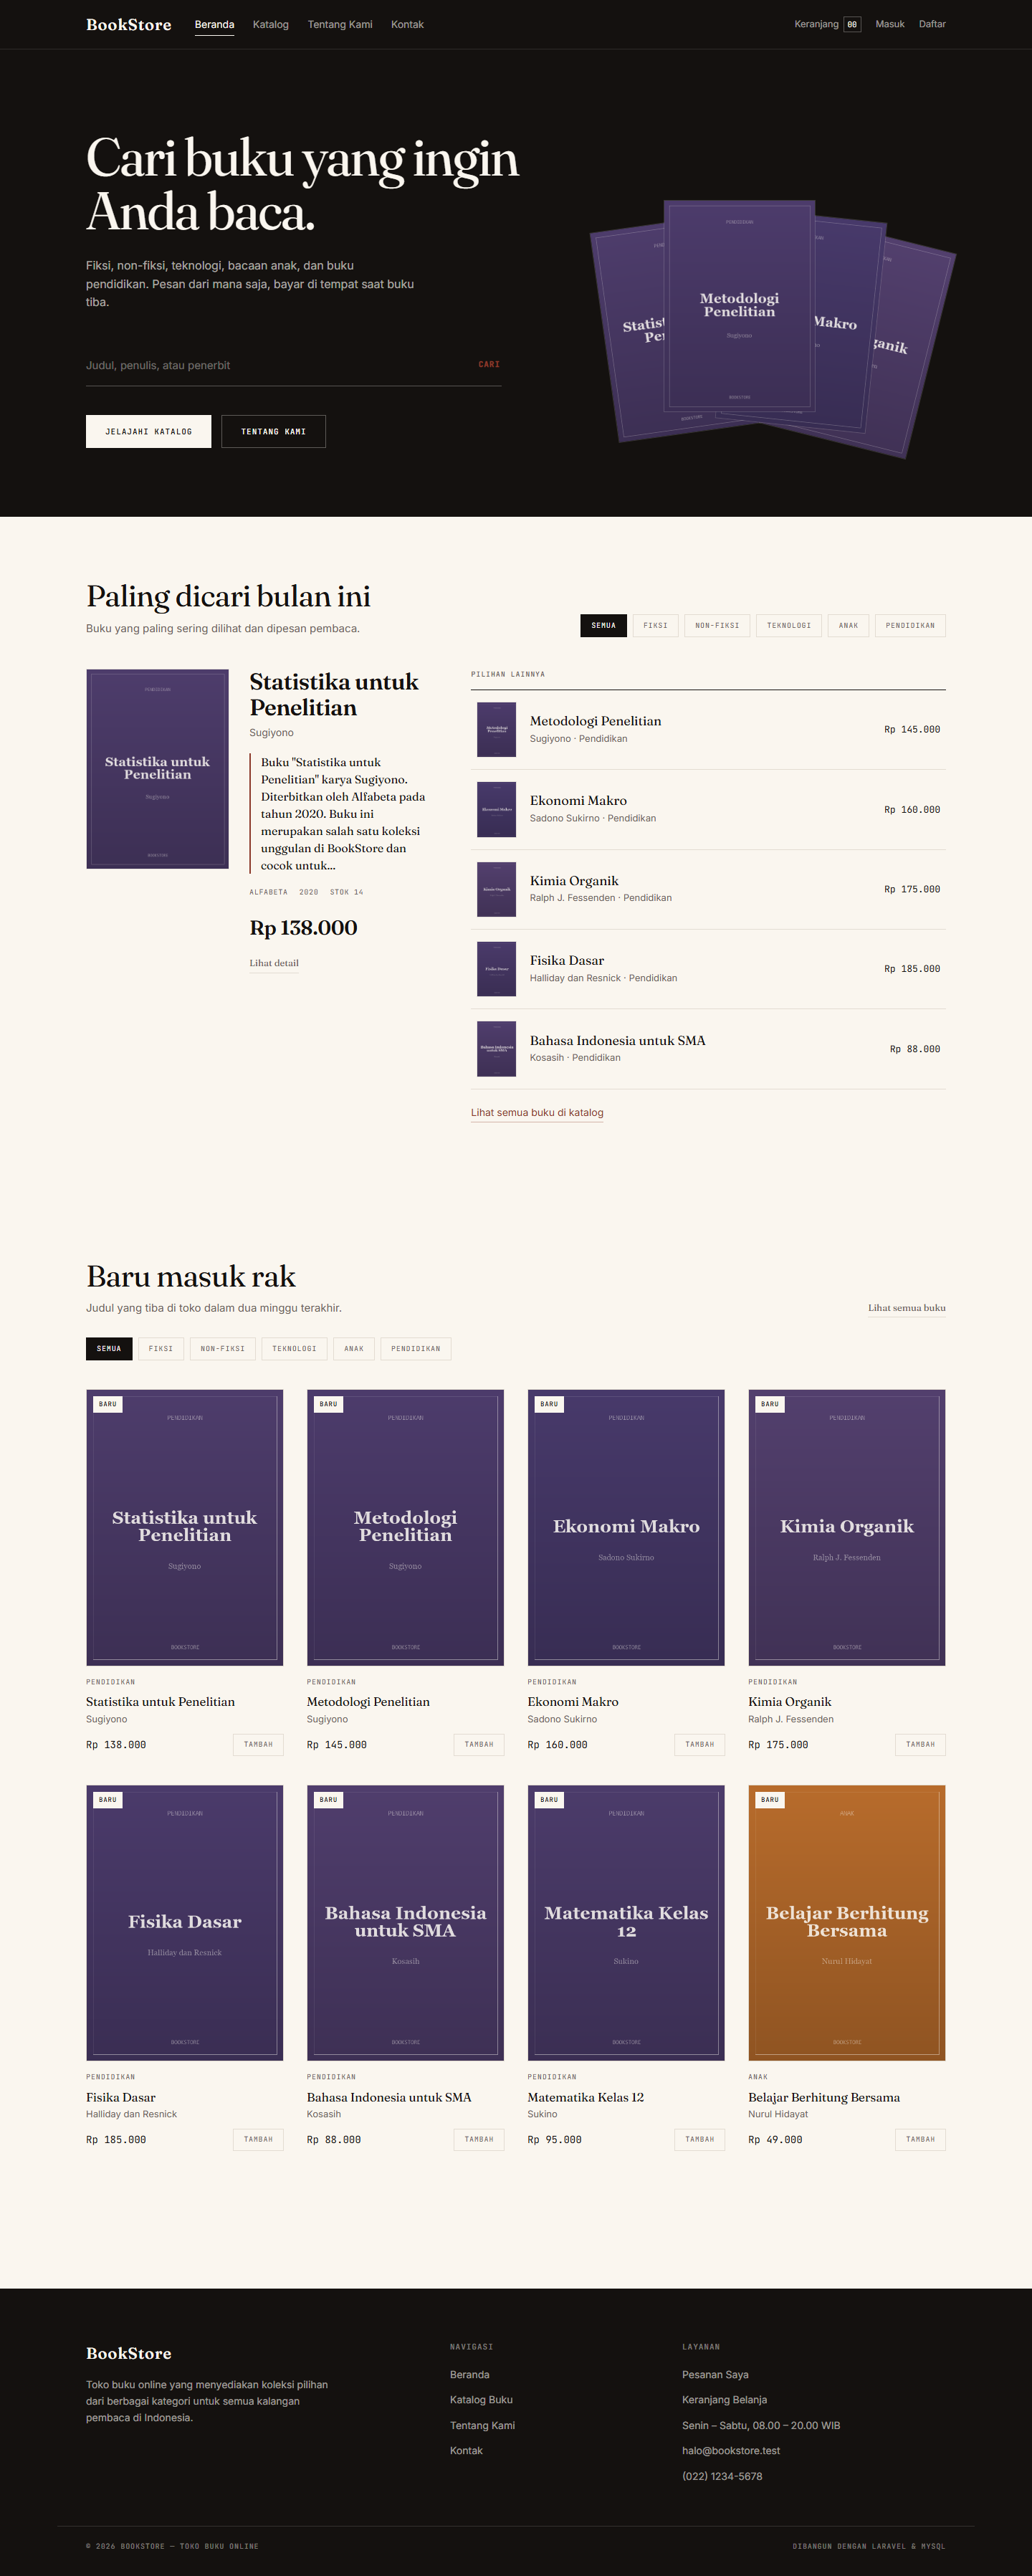 BookStore
Beranda
Katalog
Tentang Kami
Kontak
Keranjang 00
Masuk
Daftar
Cari buku yang ingin
Anda baca.
Fiksi, non-fiksi, teknologi, bacaan anak, dan buku
pendidikan. Pesan dari mana saja, bayar di tempat saat buku
tiba.
Judul, penulis, atau penerbit
CARI
JELAJAHI KATALOG
TENTANG KAMI
PENDIDIKAN
Metodologi
Penelitian
Sugiyono
BOOKSTORE
BOOKSTORE
Makro
Paling dicari bulan ini
Buku yang paling sering dilihat dan dipesan pembaca.
SEMUA
FIKSI
NON-FIKSI
TEKNOLOGI
ANAK
PENDIDIKAN
PENDIDIKAN
Statistika untuk
Penelitian
Sugiyono
BOOKSTORE
Statistika untuk
Penelitian
Sugiyono
Buku "Statistika untuk
Penelitian" karya Sugiyono.
Diterbitkan oleh Alfabeta pada
tahun 2020. Buku ini
merupakan salah satu koleksi
unggulan di BookStore dan
cocok untuk...
ALFABETA 2020 STOK 14
Rp 138.000
Lihat detail
PILIHAN LAINNYA
Metodologi
Penelitian
Metodologi Penelitian
Sugiyono · Pendidikan
Rp 145.000
Ekonomi Makro
Ekonomi Makro
Sadono Sukirno · Pendidikan
Rp 160.000
Kimia Organik
Kimia Organik
Ralph J. Fessenden · Pendidikan
Rp 175.000
Fisika Dasar
Fisika Dasar
Halliday dan Resnick · Pendidikan
Rp 185.000
Bahasa Indonesia
untuk SMA
Bahasa Indonesia untuk SMA
Kosasih · Pendidikan
Rp 88.000
Lihat semua buku di katalog
Baru masuk rak
Judul yang tiba di toko dalam dua minggu terakhir.
Lihat semua buku
SEMUA
FIKSI
NON-FIKSI
TEKNOLOGI
ANAK
PENDIDIKAN
BARU
PENDIDIKAN
Statistika untuk
Penelitian
Sugiyono
BOOKSTORE
PENDIDIKAN
Statistika untuk Penelitian
Sugiyono
Rp 138.000
TAMBAH
BARU
PENDIDIKAN
Metodologi
Penelitian
Sugiyono
BOOKSTORE
PENDIDIKAN
Metodologi Penelitian
Sugiyono
Rp 145.000
TAMBAH
BARU
PENDIDIKAN
Ekonomi Makro
Sadono Sukirno
BOOKSTORE
PENDIDIKAN
Ekonomi Makro
Sadono Sukirno
Rp 160.000
TAMBAH
BARU
PENDIDIKAN
Kimia Organik
Ralph J. Fessenden
BOOKSTORE
PENDIDIKAN
Kimia Organik
Ralph J. Fessenden
Rp 175.000
TAMBAH
BARU
PENDIDIKAN
Fisika Dasar
Halliday dan Resnick
BOOKSTORE
PENDIDIKAN
Fisika Dasar
Halliday dan Resnick
Rp 185.000
TAMBAH
BARU
PENDIDIKAN
Bahasa Indonesia
untuk SMA
Kosasih
BOOKSTORE
PENDIDIKAN
Bahasa Indonesia untuk SMA
Kosasih
Rp 88.000
TAMBAH
BARU
PENDIDIKAN
Matematika Kelas
12
Sukino
BOOKSTORE
PENDIDIKAN
Matematika Kelas 12
Sukino
Rp 95.000
TAMBAH
BARU
ANAK
Belajar Berhitung
Bersama
Nurul Hidayat
BOOKSTORE
ANAK
Belajar Berhitung Bersama
Nurul Hidayat
Rp 49.000
TAMBAH
BookStore
Toko buku online yang menyediakan koleksi pilihan
dari berbagai kategori untuk semua kalangan
pembaca di Indonesia.
NAVIGASI
Beranda
Katalog Buku
Tentang Kami
Kontak
LAYANAN
Pesanan Saya
Keranjang Belanja
Senin – Sabtu, 08.00 – 20.00 WIB
halo@bookstore.test
(022) 1234-5678
© 2026 BOOKSTORE — TOKO BUKU ONLINE
DIBANGUN DENGAN LARAVEL & MYSQL